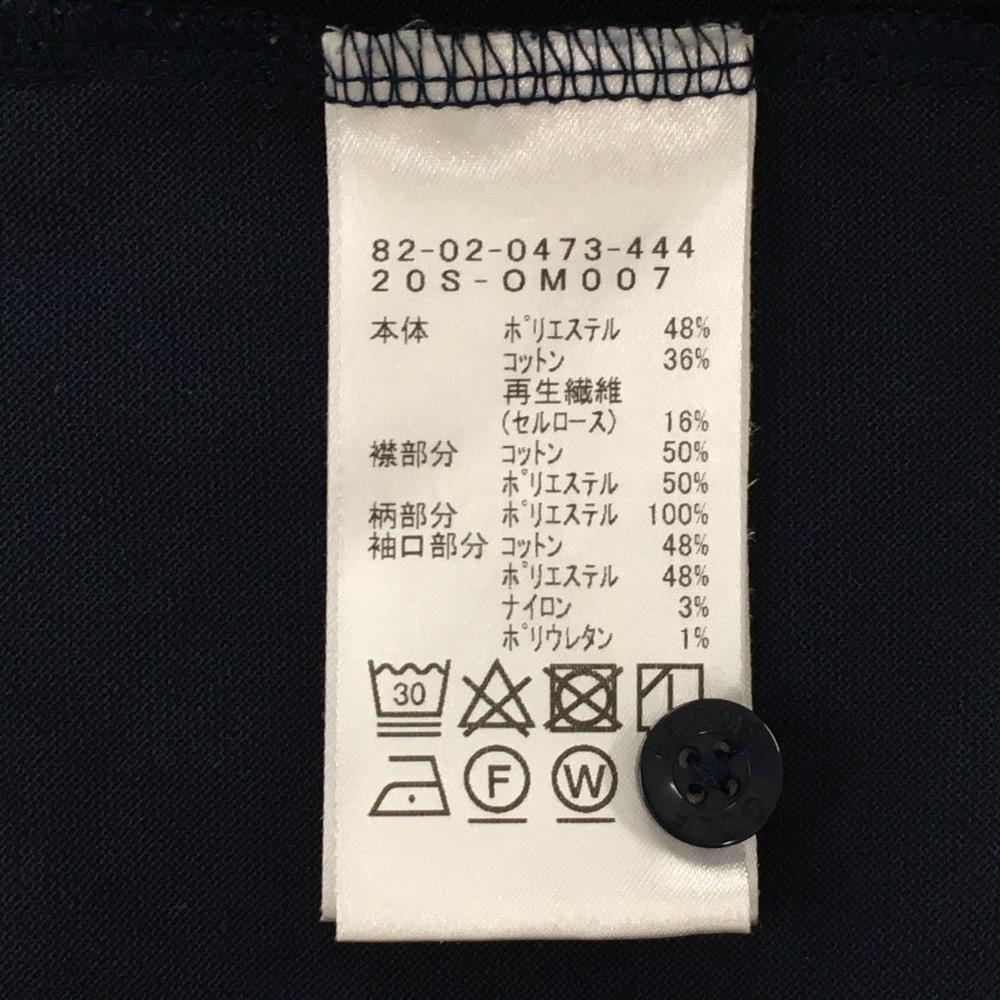 82-02-0473-444
20S-OM007
本体 ポリエステル 48%
コットン 36%
再生繊維
(セルロース) 16%
襟部分 コットン 50%
ポリエステル 50%
柄部分 ポリエステル 100%
袖口部分 コットン 48%
ポリエステル 48%
ナイロン 3%
ポリウレタン 1%
30
F W
GOLF